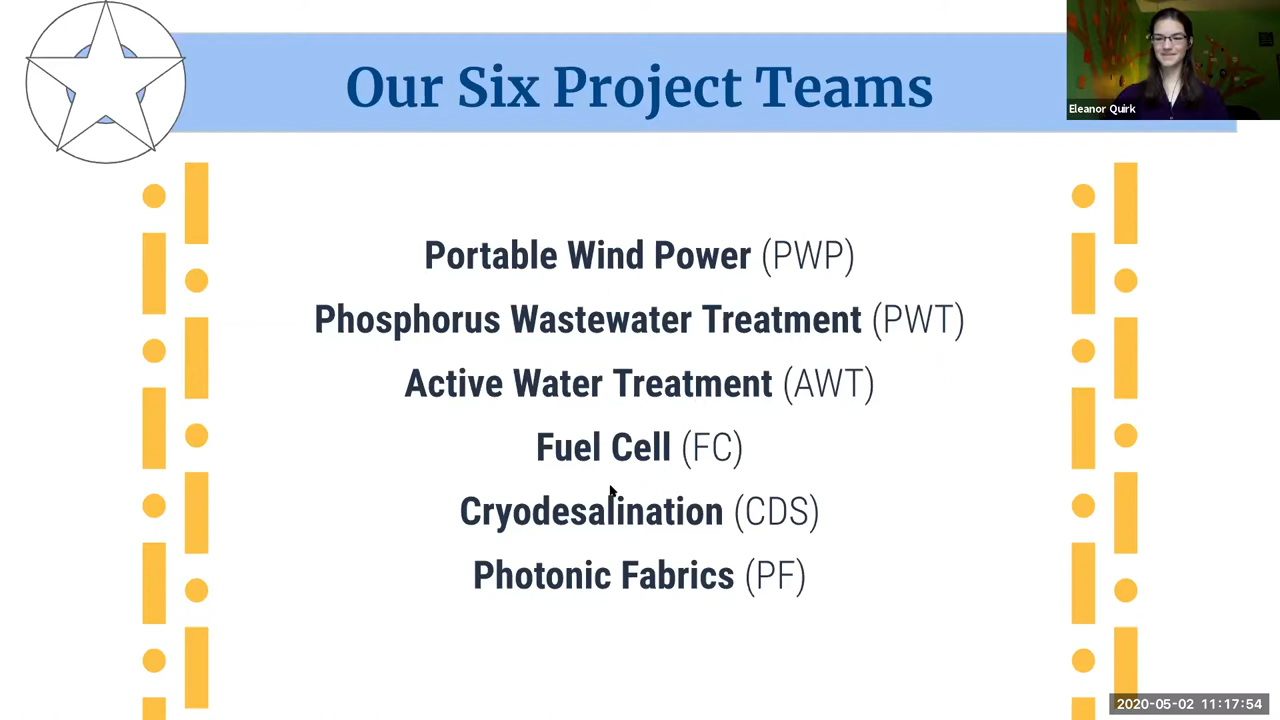 Our Six Project Teams
Eleanor Quirk
Portable Wind Power (PWP)
Phosphorus Wastewater Treatment (PWT)
Active Water Treatment (AWT)
Fuel Cell (FC)
Cryodesalination (CDS)
Photonic Fabrics (PF)
2020-05-02 11:17:54